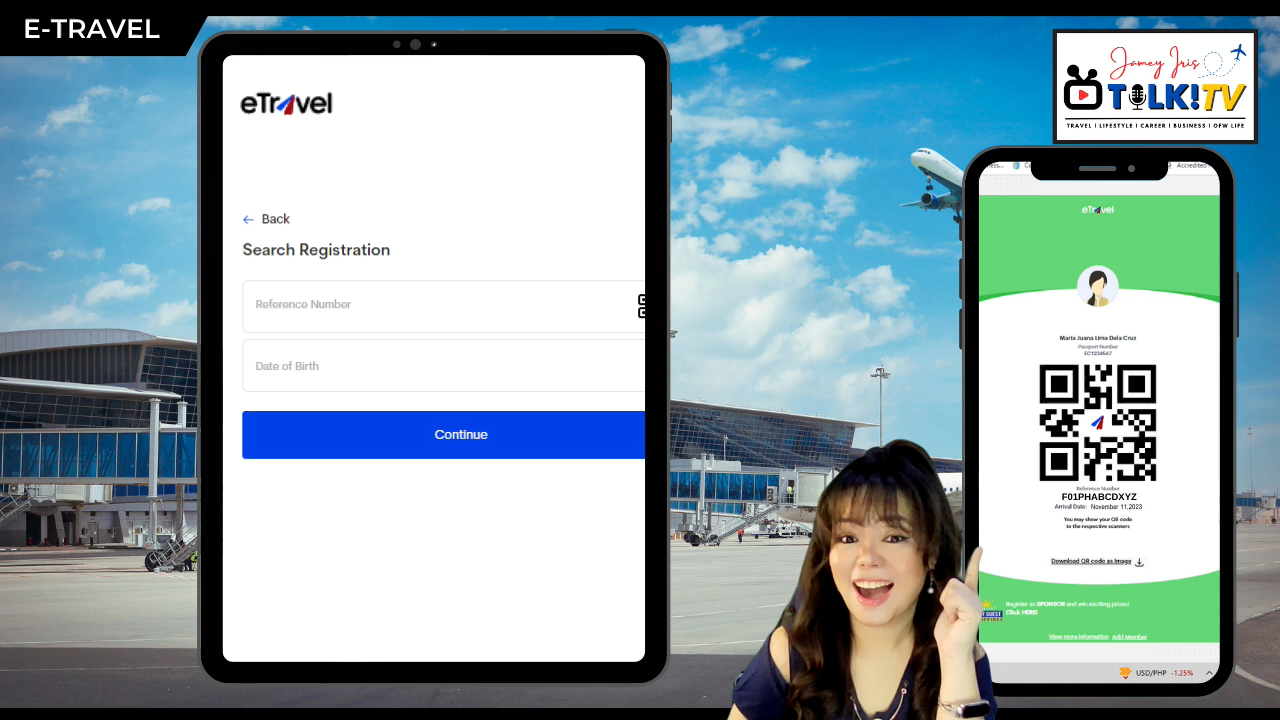 E-TRAVEL
eTravel
Back
Search Registration
Reference Number
Date of Birth
Continue
Jamey Iris
TALK!TV
TRAVEL | LIFESTYLE | CAREER | BUSINESS | OFW LIFE
Accredited
eTravel
Maria Juana Lima Dela Cruz
Passport Number
EC1234567
Reference Number
F01PHABCDXYZ
Arrival Date: November 11,2023
You may show your QR code
to the respective scanners
Download QR code as Image
Register as SPONSOR and win exciting prizes!
Click HERE!
View more information Add Member
USD/PHP -1.25%